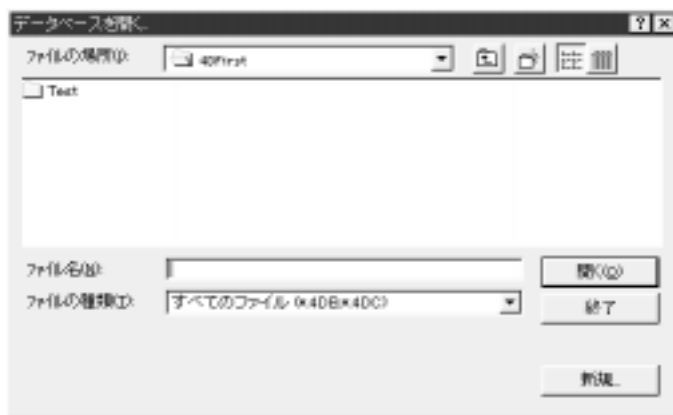 データベースを開く...
ファイルの場所(I):
4DFirst
Test
ファイル名(N):
開く(O)
ファイルの種類(T):
すべてのファイル (*.4DB;*.4DC)
終了
新規...